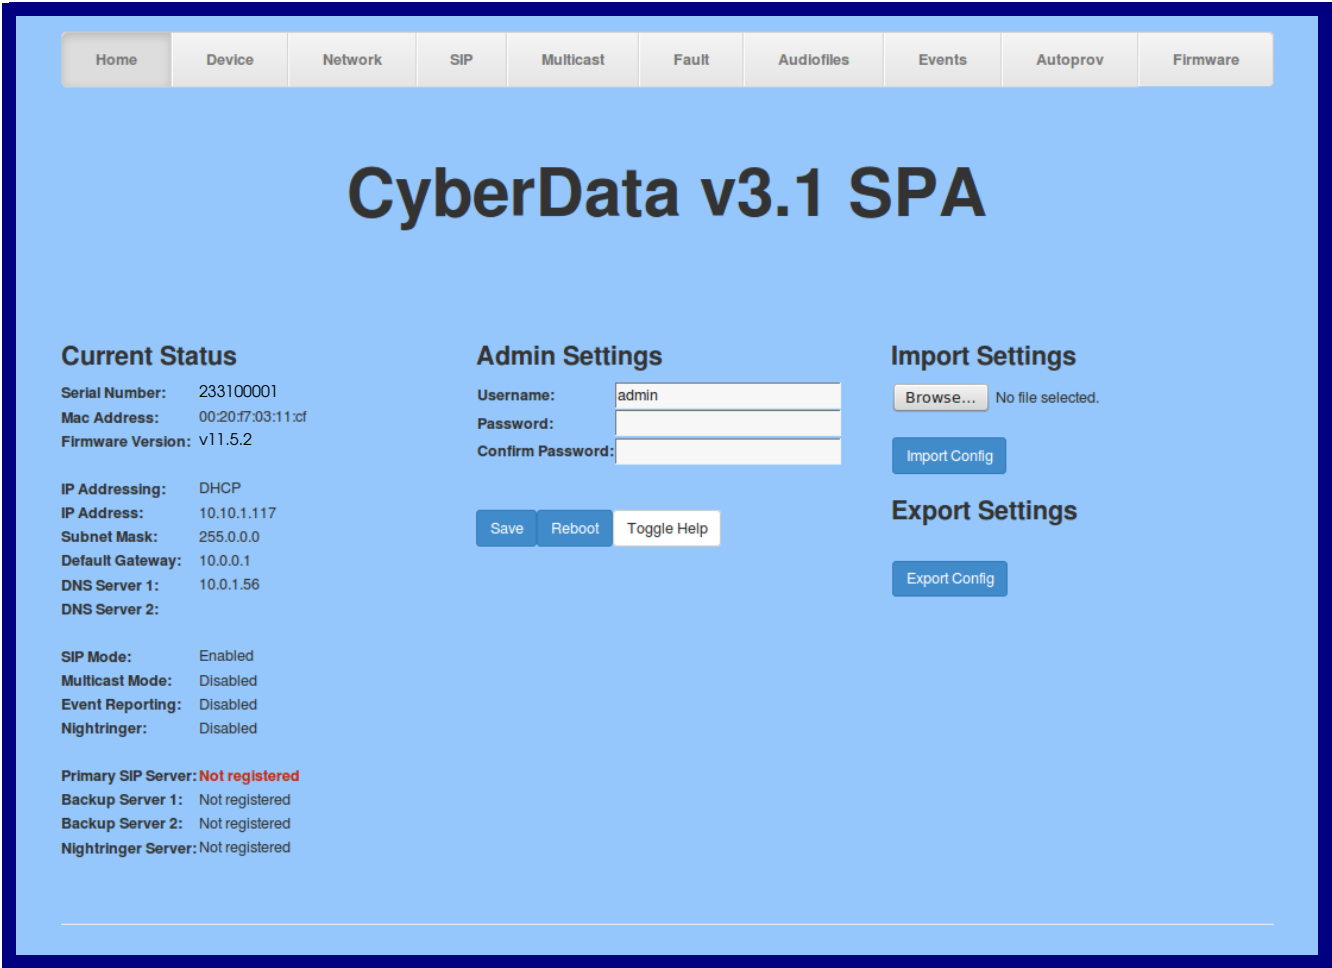 Home Device Network SIP Multicast Fault Audiofiles Events Autoprov Firmware
CyberData v3.1 SPA
Current Status
Serial Number: 233100001
Mac Address: 00:20:f7:03:11:cf
Firmware Version: v11.5.2
IP Addressing: DHCP
IP Address: 10.10.1.117
Subnet Mask: 255.0.0.0
Default Gateway: 10.0.0.1
DNS Server 1: 10.0.1.56
DNS Server 2:
SIP Mode: Enabled
Multicast Mode: Disabled
Event Reporting: Disabled
Nightringer: Disabled
Primary SIP Server: Not registered
Backup Server 1: Not registered
Backup Server 2: Not registered
Nightringer Server: Not registered
Admin Settings
Username: admin
Password:
Confirm Password:
Save Reboot Toggle Help
Import Settings
Browse... No file selected.
Import Config
Export Settings
Export Config